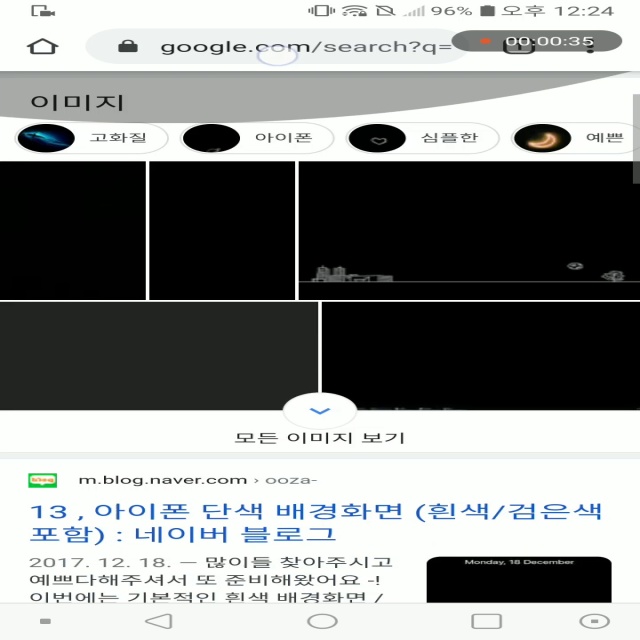 96% 오후 12:24
google.com/search?q=
00:00:35
이미지
고화질 아이폰 심플한 예쁜
모든 이미지 보기
blog m.blog.naver.com › ooza-
13 , 아이폰 단색 배경화면 (흰색/검은색
포함) : 네이버 블로그
2017. 12. 18. — 많이들 찾아주시고
예쁘다해주셔서 또 준비해왔어요 -!
이번에는 기본적인 흰색 배경화면 /
Monday, 18 December